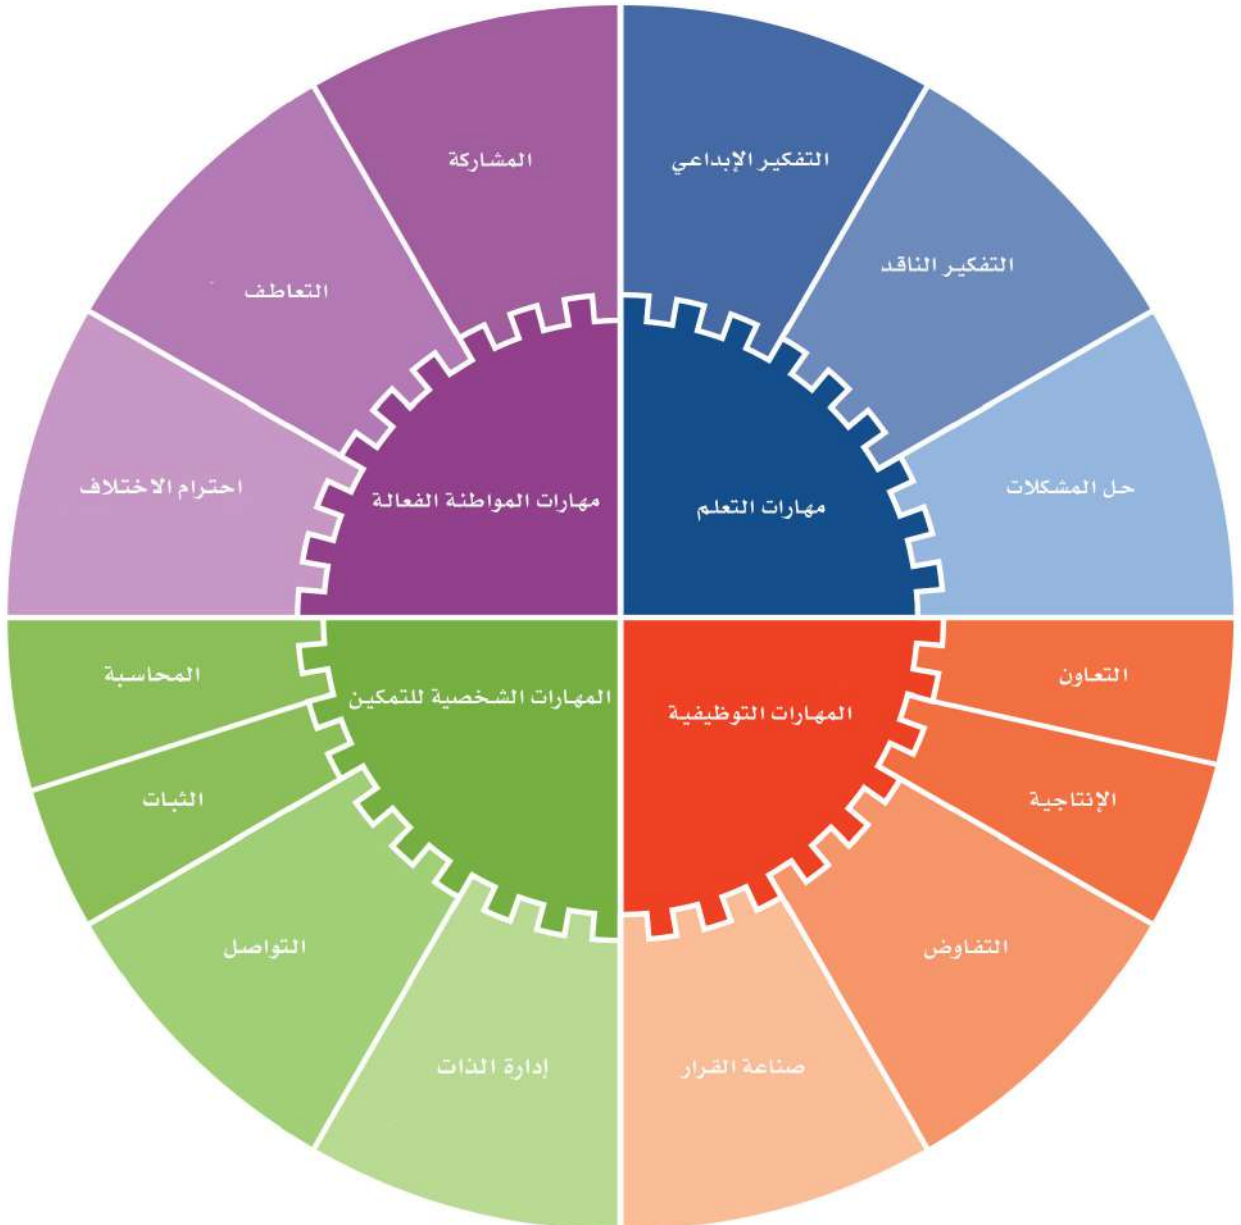 المشاركة
التفكير الإبداعي
التفكير الناقد
التعاطف
حل المشكلات
احترام الاختلاف
مهارات المواطنة الفعالة
مهارات التعلم
التعاون
المحاسبة
المهارات الشخصية للتمكين
المهارات التوظيفية
الإنتاجية
الثبات
التفاوض
التواصل
صناعة القرار
إدارة الذات